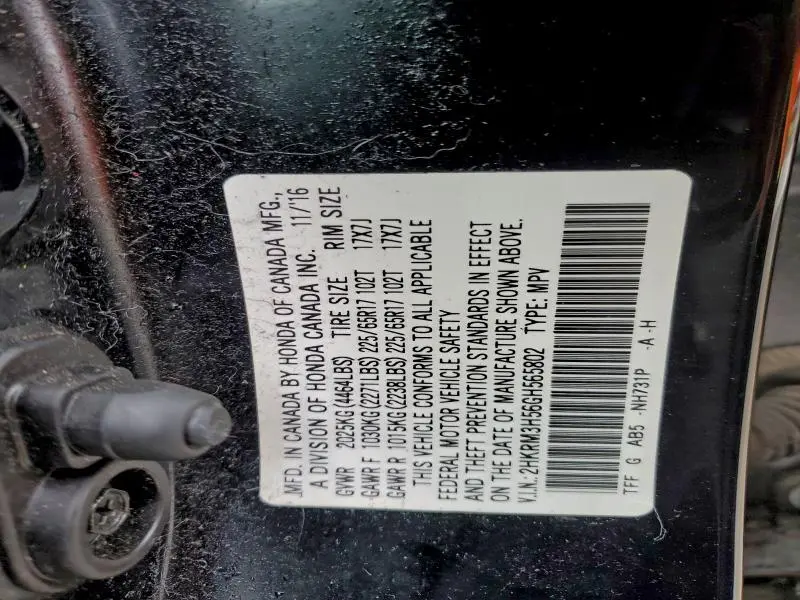 MFD. IN CANADA BY HONDA OF CANADA MFG.,
A DIVISION OF HONDA CANADA INC. 11/16
GVWR 2025KG (4464LBS) TIRE SIZE RIM SIZE
GAWR F 1030KG (2271LBS) 225/65R17 102T 17X7J
GAWR R 1015KG (2238LBS) 225/65R17 102T 17X7J
THIS VEHICLE CONFORMS TO ALL APPLICABLE
FEDERAL MOTOR VEHICLE SAFETY
AND THEFT PREVENTION STANDARDS IN EFFECT
ON THE DATE OF MANUFACTURE SHOWN ABOVE.
V.I.N.: 2HKRM3H56GH565802 TYPE: MPV
TFF G AB5 -NH731P -A -H